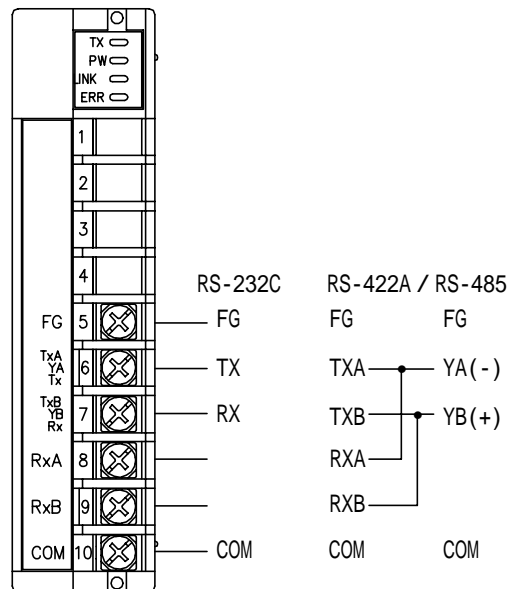 TX
PW
LINK
ERR
1
2
3
4
RS-232C RS-422A / RS-485
FG 5 FG FG FG
TxA
YA 6 TX TXA YA(-)
Tx
TxB
YB 7 RX TXB YB(+)
Rx
RxA 8 RXA
RxB 9 RXB
COM 10 COM COM COM